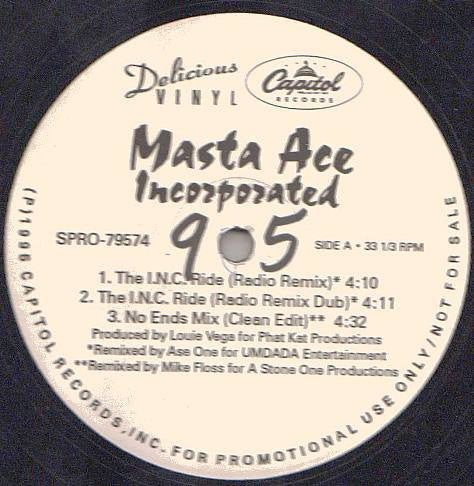 Delicious
VINYL
Capitol
RECORDS
Masta Ace
Incorporated
SPRO-79574
9 5
SIDE A • 33 1/3 RPM
1. The I.N.C. Ride (Radio Remix)* 4:10
2. The I.N.C. Ride (Radio Remix Dub)* 4:11
3. No Ends Mix (Clean Edit)** 4:32
Produced by Louie Vega for Phat Kat Productions
*Remixed by Ase One for UMDADA Entertainment
**Remixed by Mike Floss for A Stone One Productions
(P)1996 CAPITOL RECORDS, INC. FOR PROMOTIONAL USE ONLY/NOT FOR SALE